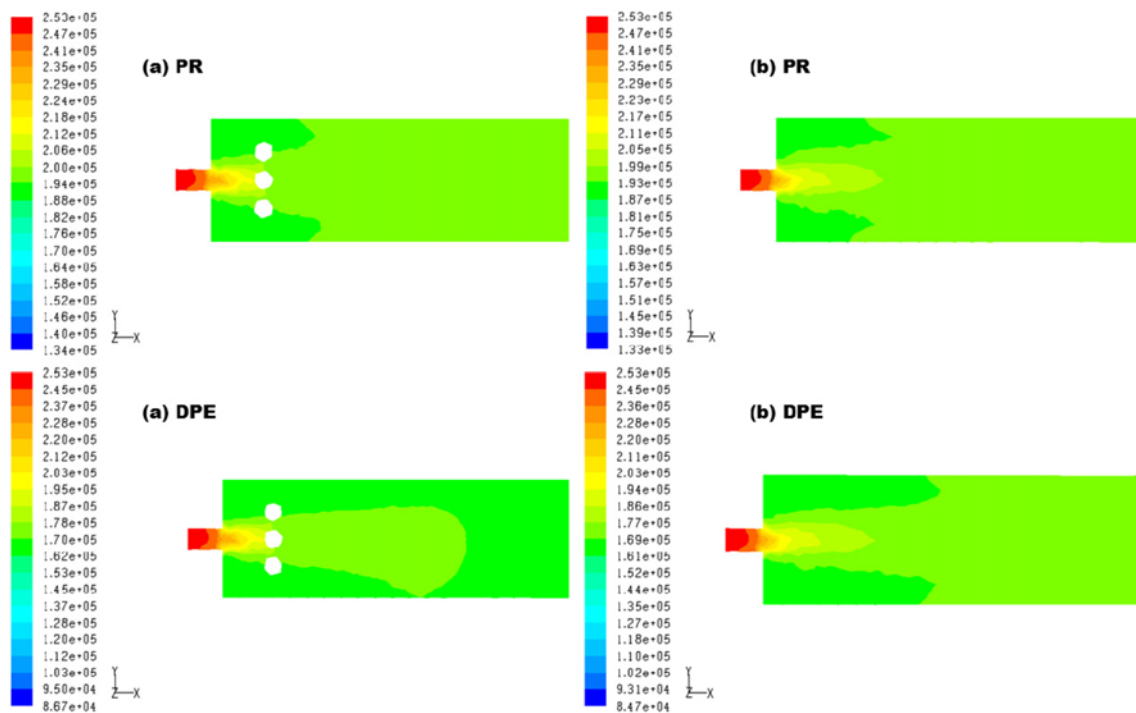 2.53e+05
2.47e+05
2.41e+05
2.35e+05
2.29e+05
2.24e+05
2.18e+05
2.12e+05
2.06e+05
2.00e+05
1.94e+05
1.88e+05
1.82e+05
1.76e+05
1.70e+05
1.64e+05
1.58e+05
1.52e+05
1.46e+05
1.40e+05
1.34e+05
(a) PR
Y
Z X
2.53e+05
2.47e+05
2.41e+05
2.35e+05
2.29e+05
2.23e+05
2.17e+05
2.11e+05
2.05e+05
1.99e+05
1.93e+05
1.87e+05
1.81e+05
1.75e+05
1.69e+05
1.63e+05
1.57e+05
1.51e+05
1.45e+05
1.39e+05
1.33e+05
(b) PR
Y
Z X
2.53e+05
2.45e+05
2.37e+05
2.28e+05
2.20e+05
2.12e+05
2.03e+05
1.95e+05
1.87e+05
1.78e+05
1.70e+05
1.62e+05
1.53e+05
1.45e+05
1.37e+05
1.28e+05
1.20e+05
1.12e+05
1.03e+05
9.50e+04
8.67e+04
(a) DPE
Y
Z X
2.53e+05
2.45e+05
2.36e+05
2.28e+05
2.20e+05
2.11e+05
2.03e+05
1.94e+05
1.86e+05
1.77e+05
1.69e+05
1.61e+05
1.52e+05
1.44e+05
1.35e+05
1.27e+05
1.18e+05
1.10e+05
1.02e+05
9.31e+04
8.47e+04
(b) DPE
Y
Z X